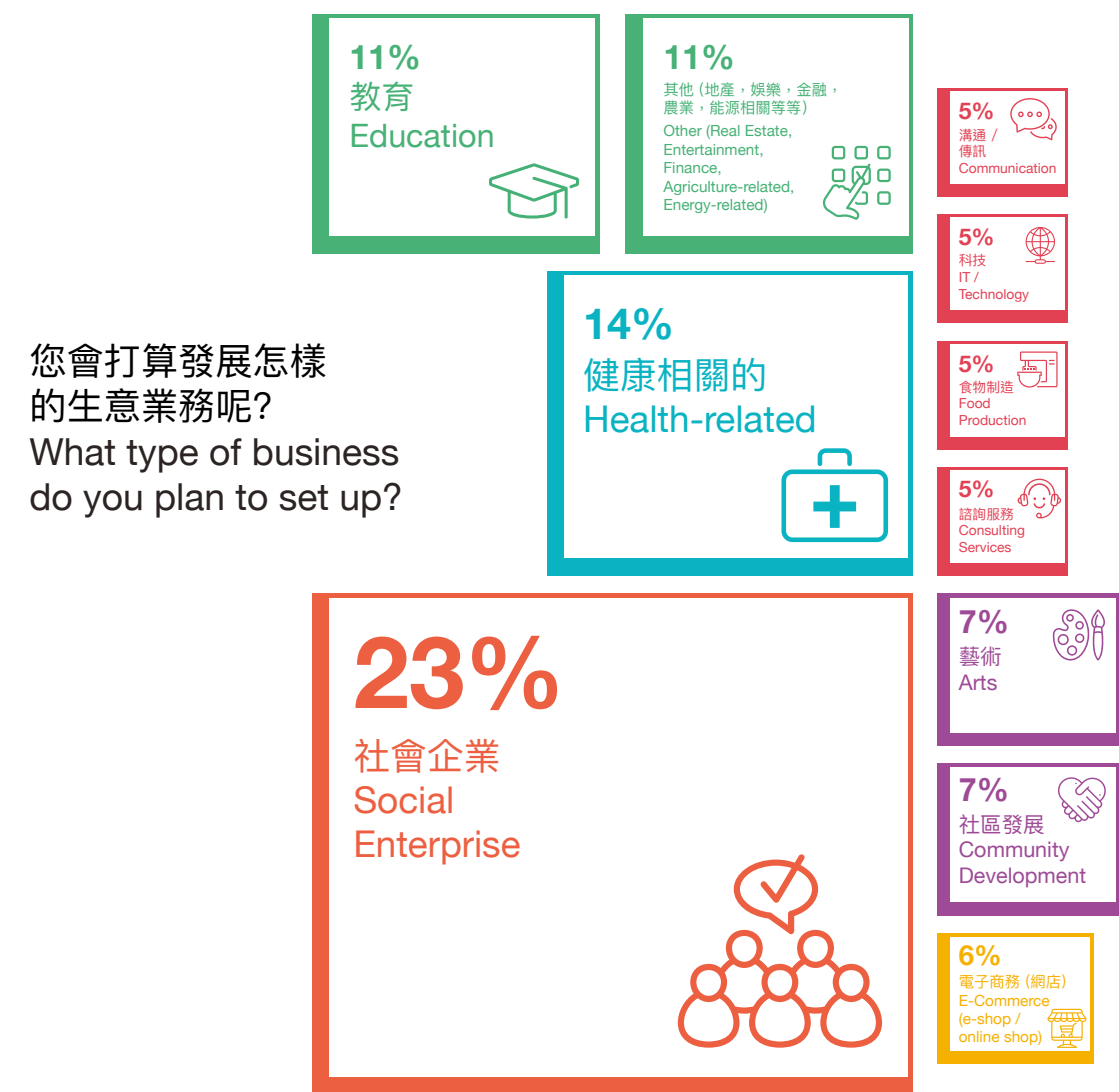 您會打算發展怎樣
的生意業務呢?
What type of business
do you plan to set up?
11%
教育
Education
11%
其他 (地產，娛樂，金融，
農業，能源相關等等)
Other (Real Estate,
Entertainment,
Finance,
Agriculture-related,
Energy-related)
14%
健康相關的
Health-related
23%
社會企業
Social
Enterprise
5%
溝通 /
傳訊
Communication
5%
科技
IT /
Technology
5%
食物制造
Food
Production
5%
諮詢服務
Consulting
Services
7%
藝術
Arts
7%
社區發展
Community
Development
6%
電子商務 (網店)
E-Commerce
(e-shop /
online shop)